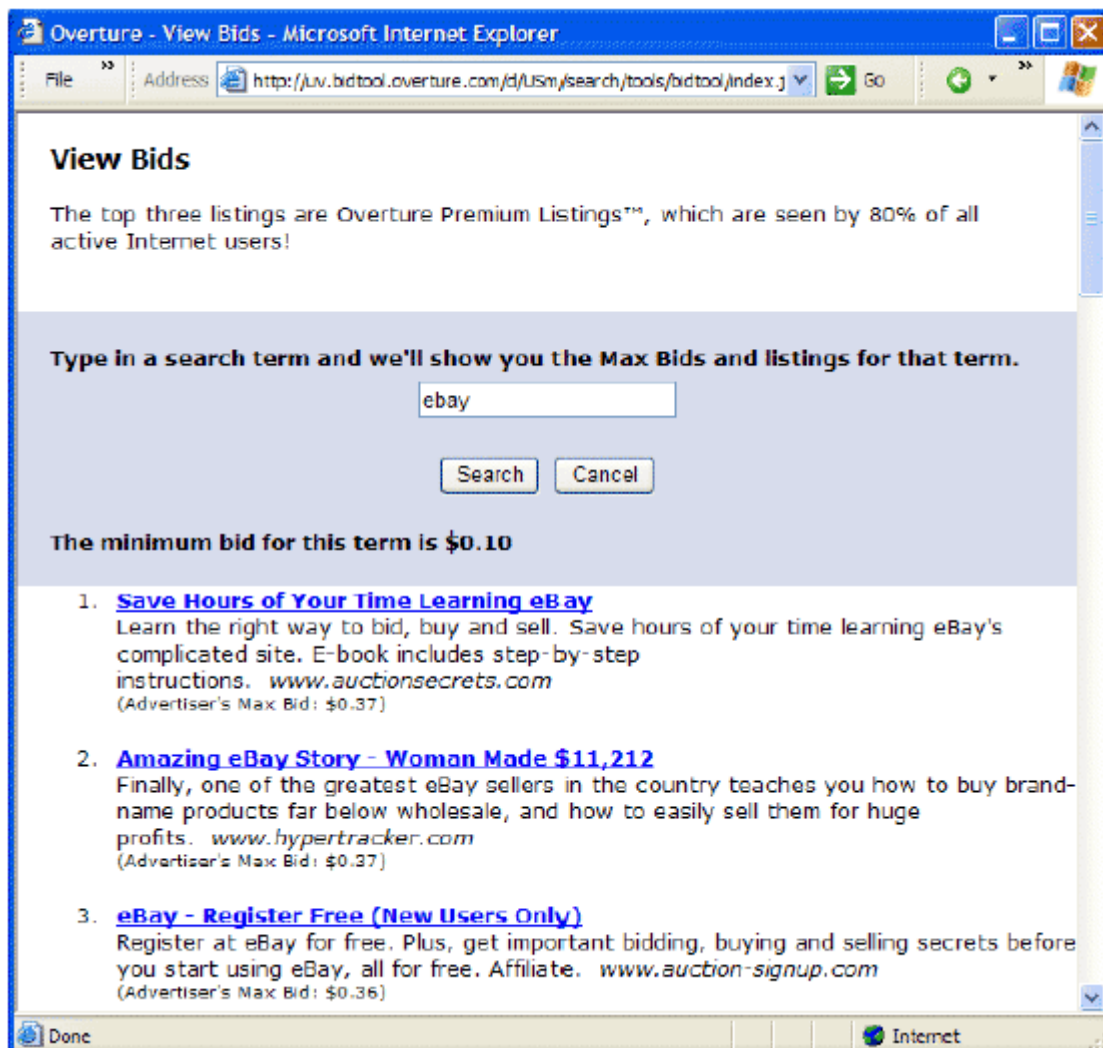 Overture - View Bids - Microsoft Internet Explorer
File » Address http://uv.bidtool.overture.com/d/USm/search/tools/bidtool/index.j Go »
View Bids
The top three listings are Overture Premium Listings™, which are seen by 80% of all
active Internet users!
Type in a search term and we'll show you the Max Bids and listings for that term.
ebay
Search Cancel
The minimum bid for this term is $0.10
1. Save Hours of Your Time Learning eBay
Learn the right way to bid, buy and sell. Save hours of your time learning eBay's
complicated site. E-book includes step-by-step
instructions. www.auctionsecrets.com
(Advertiser's Max Bid: $0.37)
2. Amazing eBay Story - Woman Made $11,212
Finally, one of the greatest eBay sellers in the country teaches you how to buy brand-
name products far below wholesale, and how to easily sell them for huge
profits. www.hypertracker.com
(Advertiser's Max Bid: $0.37)
3. eBay - Register Free (New Users Only)
Register at eBay for free. Plus, get important bidding, buying and selling secrets before
you start using eBay, all for free. Affiliate. www.auction-signup.com
(Advertiser's Max Bid: $0.36)
Done Internet